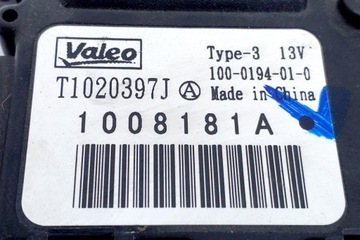 Valeo
Type-3 13V
100-0194-01-0
T1020397J Ⓐ Made in China
1008181A